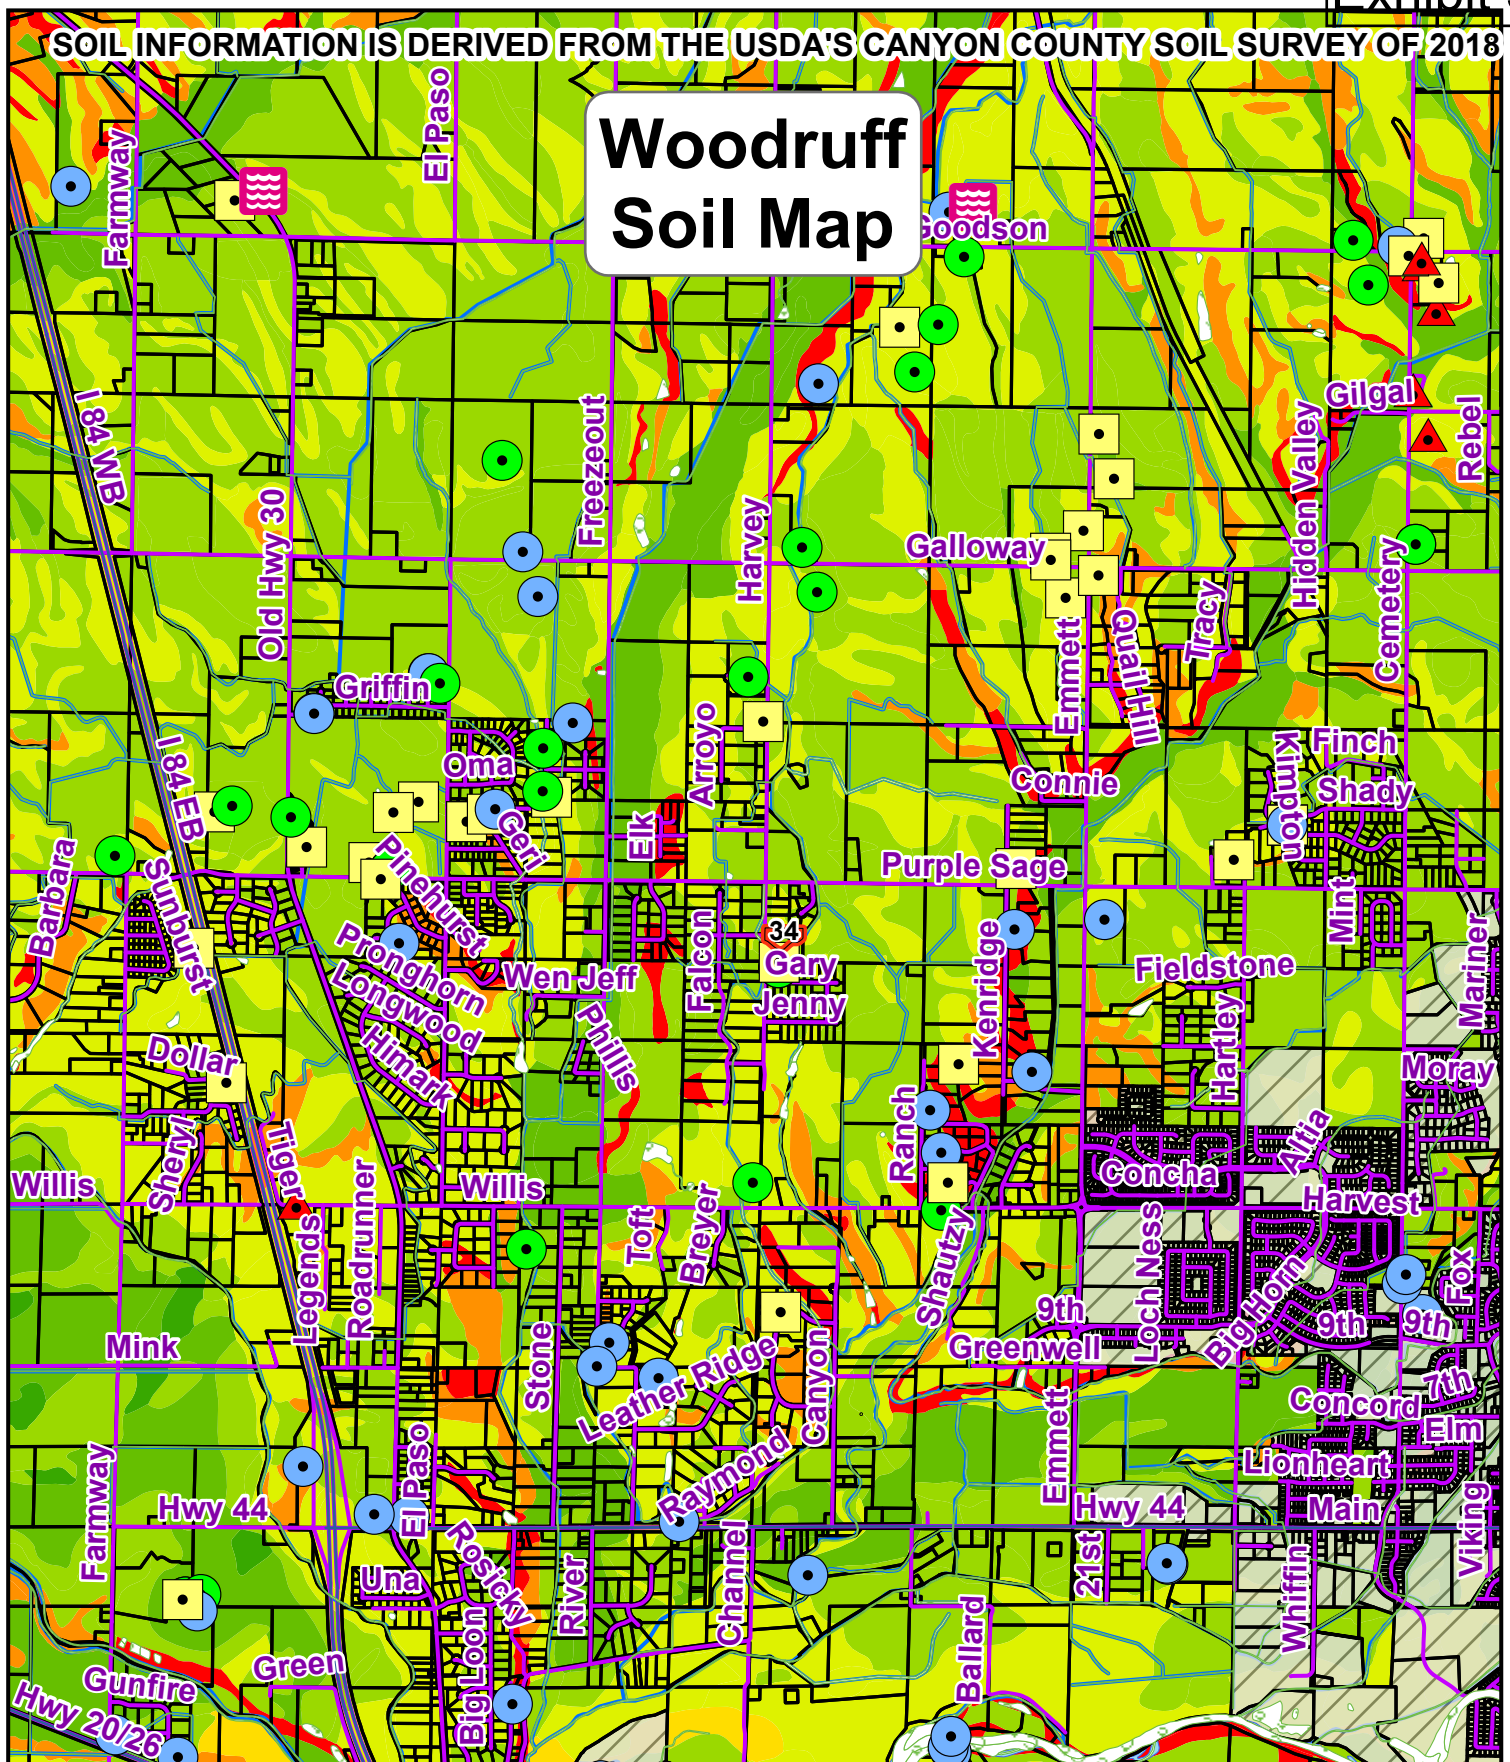 Exhibit
SOIL INFORMATION IS DERIVED FROM THE USDA'S CANYON COUNTY SOIL SURVEY OF 2018
Woodruff
Soil Map
Farmway
El Paso
Goodson
I 84 WB
Old Hwy 30
Freezeout
Harvey
Galloway
Gilgal
Rebel
Hidden Valley
Cemetery
Emmett
Quail Hill
Tracy
Griffin
Oma
Geri
Arroyo
Elk
Connie
Finch
Kimpton
Shady
I 84 EB
Barbara
Sunburst
Pinehurst
Purple Sage
Mint
Mariner
Pronghorn
Longwood
Himark
Wen Jeff
Phyllis
Falcon
34
Gary
Jenny
Kenridge
Fieldstone
Hartley
Moray
Dollar
Sheryl
Tiger
Ranch
Altia
Concha
Harvest
Willis
Willis
Legends
Roadrunner
Toft
Breyer
Shautzy
Loch Ness
Big Horn
Fox
9th
9th
9th
Mink
Stone
Leather Ridge
Canyon
Greenwell
7th
Concord
Elm
Lionheart
Farmway
El Paso
Emmett
Raymond
Hwy 44
Hwy 44
Main
Viking
Una
Rosicky
River
Channel
21st
Whiffin
Big Loon
Ballard
Green
Gunfire
Hwy 20/26